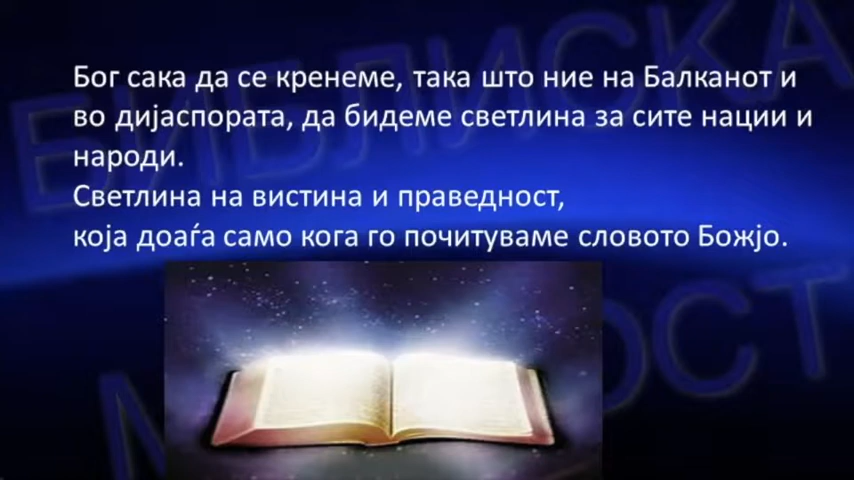 БИБЛИСКА
Бог сака да се кренеме, така што ние на Балканот и
во дијаспората, да бидеме светлина за сите нации и
народи.
Светлина на вистина и праведност,
која доаѓа само кога го почитуваме словото Божјо.